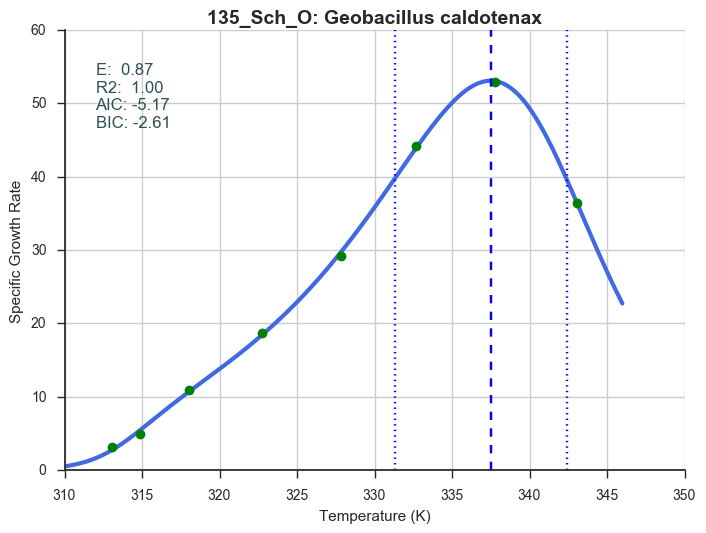 135_Sch_O: Geobacillus caldotenax
E: 0.87
R2: 1.00
AIC: -5.17
BIC: -2.61
Specific Growth Rate
60
50
40
30
20
10
0
310 315 320 325 330 335 340 345 350
Temperature (K)